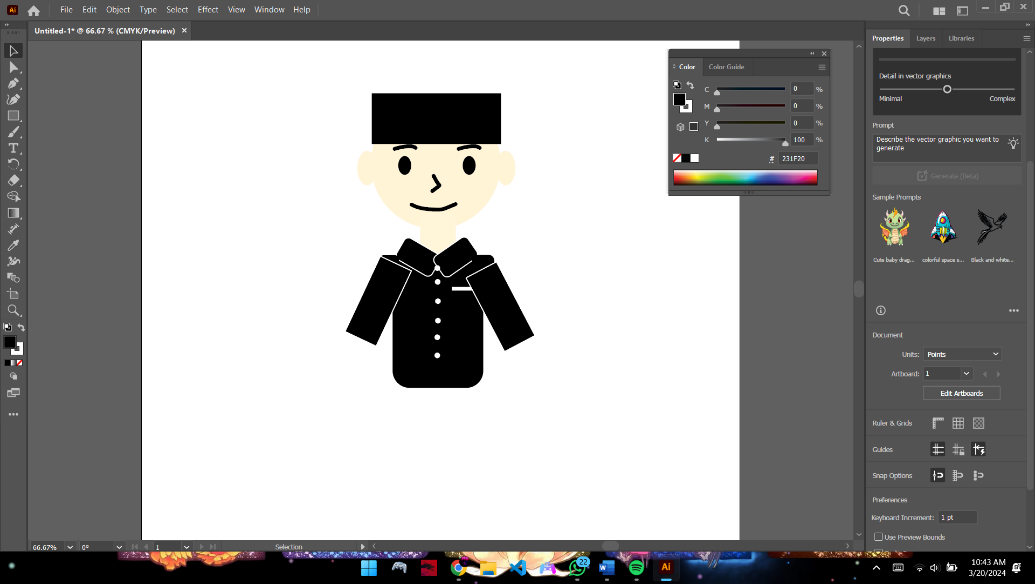 Ai File Edit Object Type Select Effect View Window Help
Untitled-1* @ 66.67 % (CMYK/Preview) ×
Properties Layers Libraries
Color Color Guide
C 0 %
M 0 %
Y 0 %
K 100 %
# 231F20
Detail in vector graphics
Minimal Complex
Prompt
Describe the vector graphic you want to
generate
Generate (Beta)
Sample Prompts
Cute baby drag... colorful space s... Black and white...
Document
Units: Points
Artboard: 1
Edit Artboards
Ruler & Grids
Guides
Snap Options
Preferences
Keyboard Increment: 1 pt
Use Preview Bounds
66.67% 0° 1 Selection
22
Ai
10:43 AM
3/20/2024